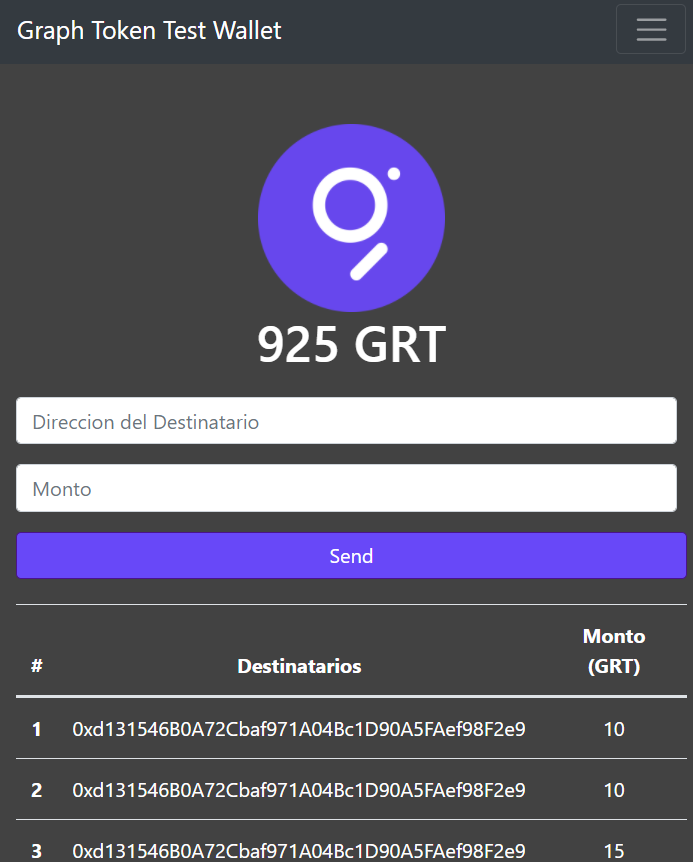 Graph Token Test Wallet
925 GRT
Direccion del Destinatario
Monto
Send
# Destinatarios Monto (GRT)
1 0xd131546B0A72Cbaf971A04Bc1D90A5FAef98F2e9 10
2 0xd131546B0A72Cbaf971A04Bc1D90A5FAef98F2e9 10
3 0xd131546B0A72Cbaf971A04Bc1D90A5FAef98F2e9 15